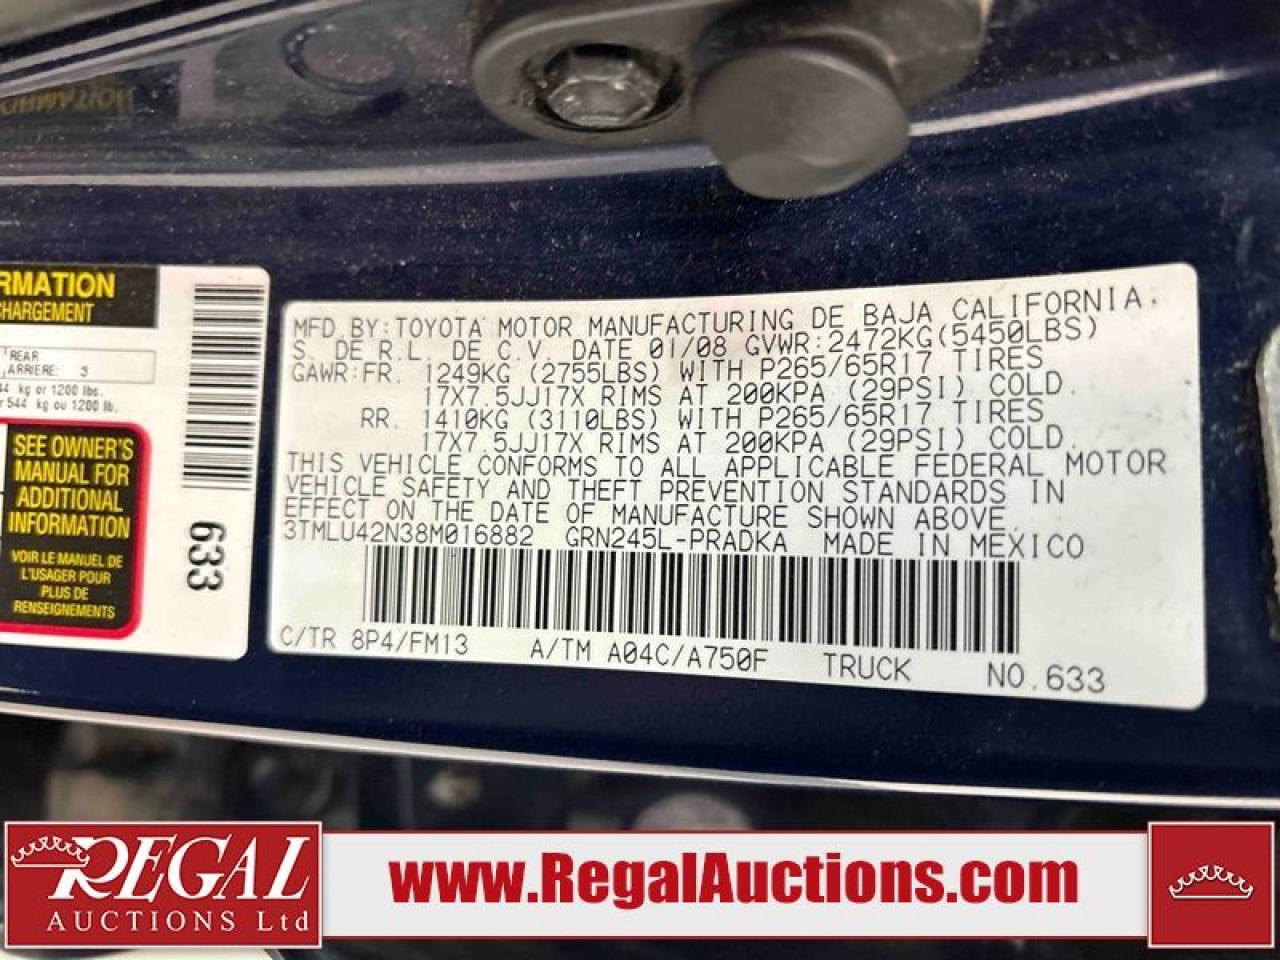 RMATION
CHARGEMENT
REAR
ARRIERE: 3
44 kg or 1200 lbs.
544 kg ou 1200 lb.
SEE OWNER'S
MANUAL FOR
ADDITIONAL
INFORMATION
VOIR LE MANUEL DE
L'USAGER POUR
PLUS DE
RENSEIGNEMENTS
633
MFD.BY:TOYOTA MOTOR MANUFACTURING DE BAJA CALIFORNIA.
S. DE R.L. DE C.V. DATE 01/08 GVWR:2472KG(5450LBS)
GAWR:FR. 1249KG (2755LBS) WITH P265/65R17 TIRES
17X7.5JJ17X RIMS AT 200KPA (29PSI) COLD.
RR. 1410KG (3110LBS) WITH P265/65R17 TIRES
17X7.5JJ17X RIMS AT 200KPA (29PSI) COLD.
THIS VEHICLE CONFORMS TO ALL APPLICABLE FEDERAL MOTOR
VEHICLE SAFETY AND THEFT PREVENTION STANDARDS IN
EFFECT ON THE DATE OF MANUFACTURE SHOWN ABOVE.
3TMLU42N38M016882 GRN245L-PRADKA MADE IN MEXICO
C/TR 8P4/FM13 A/TM A04C/A750F TRUCK NO.633
REGAL
AUCTIONS Ltd
www.RegalAuctions.com